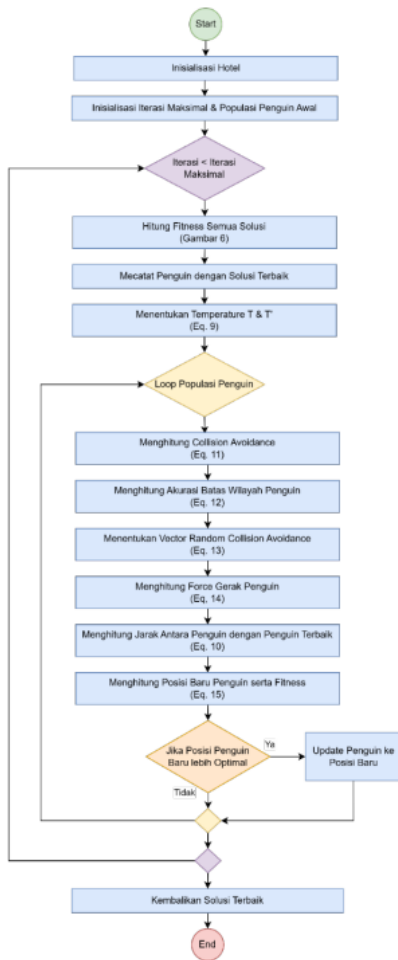 Start
Inisialisasi Hotel
Inisialisasi Iterasi Maksimal & Populasi Penguin Awal
Iterasi < Iterasi
Maksimal
Hitung Fitness Semua Solusi
(Gambar 6)
Mecatat Penguin dengan Solusi Terbaik
Menentukan Temperature T & T'
(Eq. 9)
Loop Populasi Penguin
Menghitung Collision Avoidance
(Eq. 11)
Menghitung Akurasi Batas Wilayah Penguin
(Eq. 12)
Menentukan Vector Random Collision Avoidance
(Eq. 13)
Menghitung Force Gerak Penguin
(Eq. 14)
Menghitung Jarak Antara Penguin dengan Penguin Terbaik
(Eq. 10)
Menghitung Posisi Baru Penguin serta Fitness
(Eq. 15)
Jika Posisi Penguin
Baru lebih Optimal
Ya
Update Penguin ke
Posisi Baru
Tidak
Kembalikan Solusi Terbaik
End